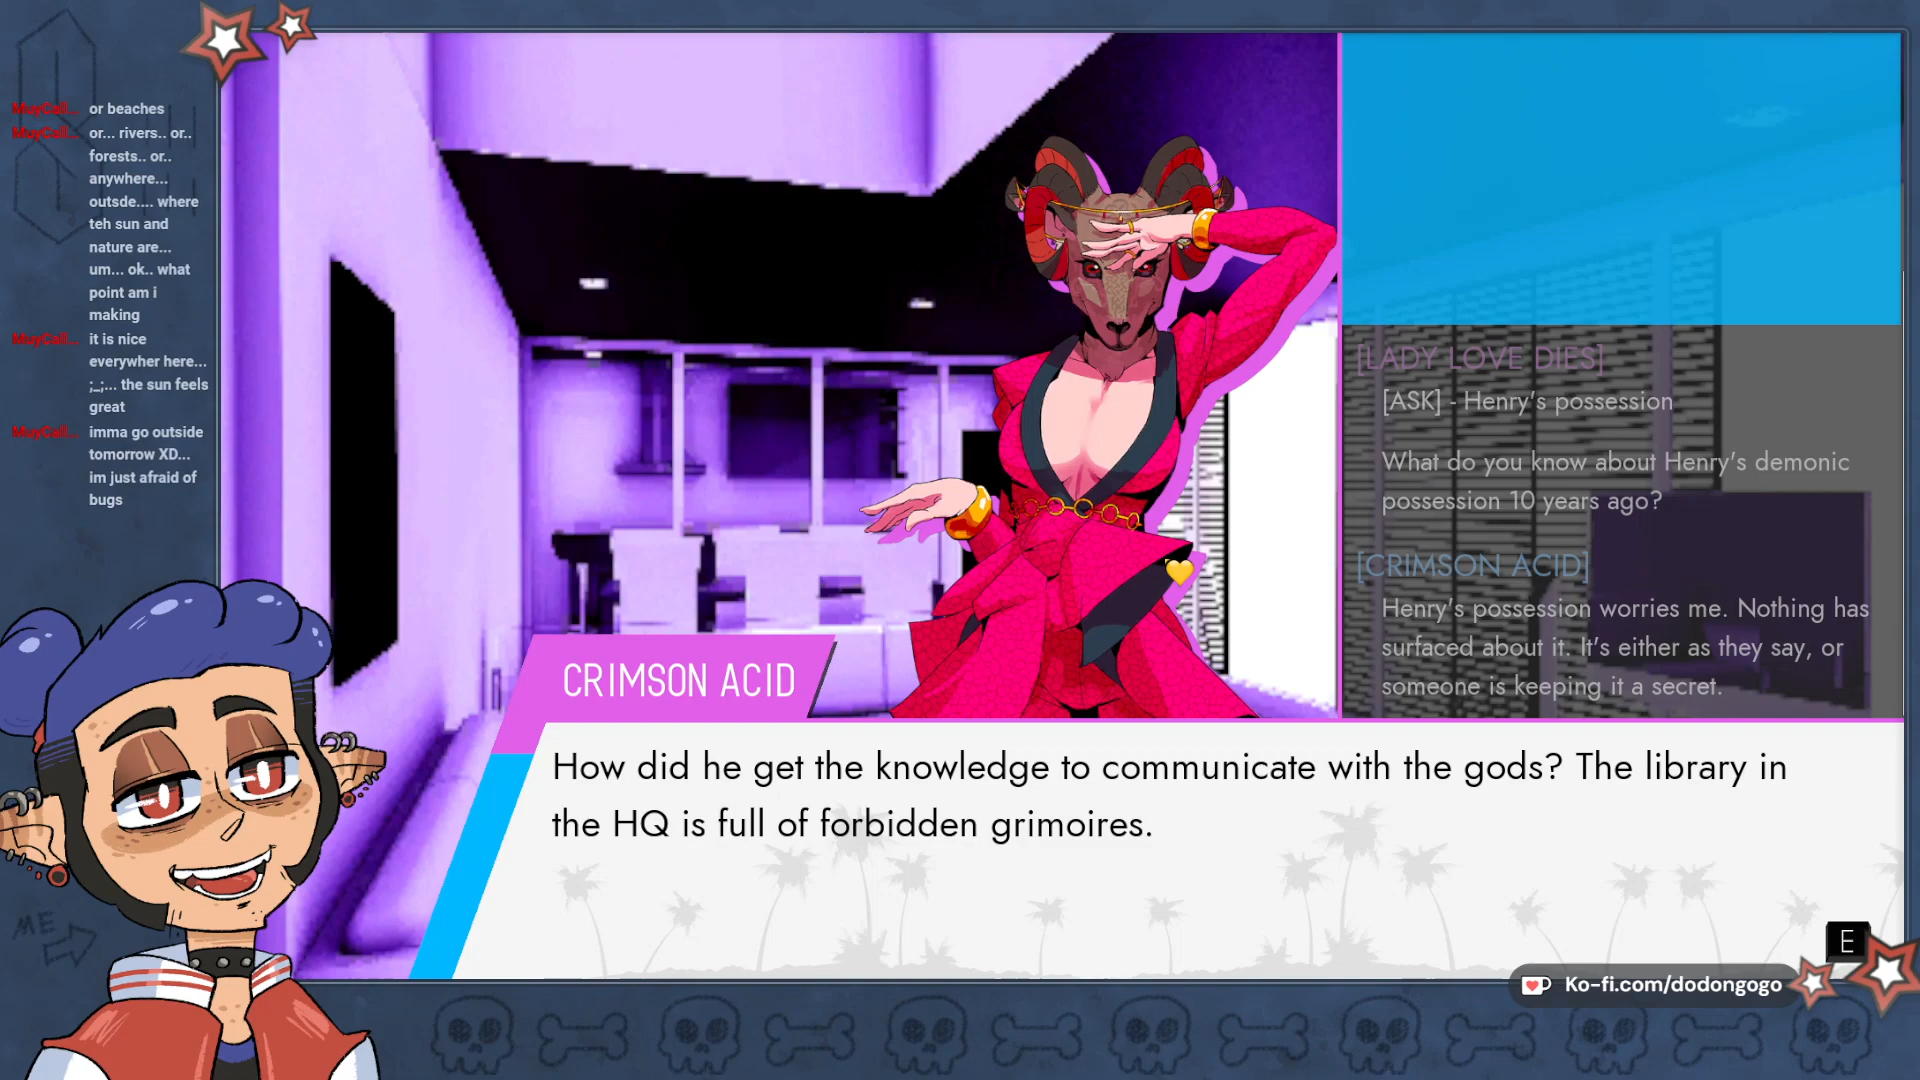 or beaches
or... rivers.. or..
forests.. or..
anywhere...
outsde.... where
teh sun and
nature are...
um... ok.. what
point am i
making
it is nice
everywher here...
;_;... the sun feels
great
imma go outside
tomorrow XD...
im just afraid of
bugs
[LADY LOVE DIES]
[ASK] - Henry's possession
What do you know about Henry's demonic
possession 10 years ago?
[CRIMSON ACID]
Henry's possession worries me. Nothing has
surfaced about it. It's either as they say, or
someone is keeping it a secret.
CRIMSON ACID
How did he get the knowledge to communicate with the gods? The library in
the HQ is full of forbidden grimoires.
E
ME
Ko-fi.com/dodongogo